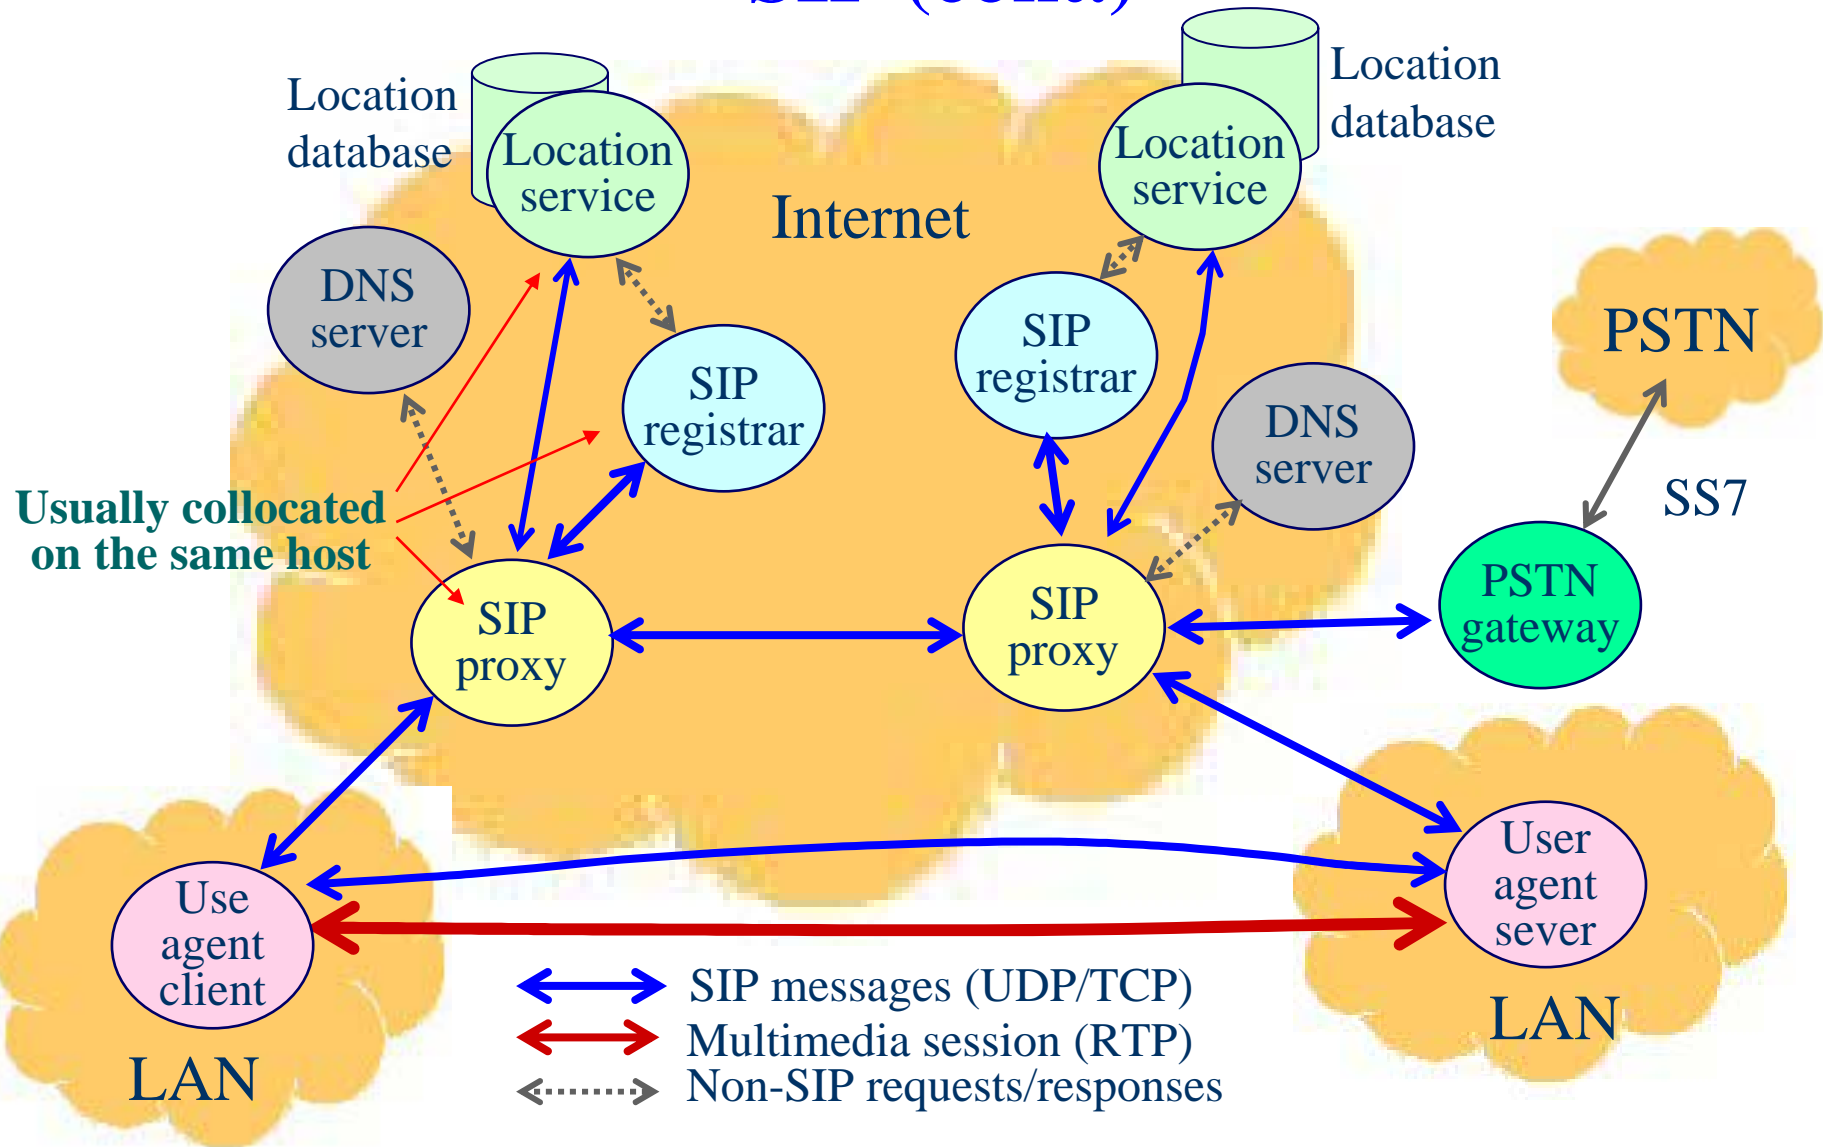 Location
database
Location
service
Location
service
Location
database
Internet
DNS
server
SIP
registrar
SIP
registrar
DNS
server
PSTN
SS7
Usually collocated
on the same host
SIP
proxy
SIP
proxy
PSTN
gateway
Use
agent
client
User
agent
sever
LAN
LAN
SIP messages (UDP/TCP)
Multimedia session (RTP)
Non-SIP requests/responses